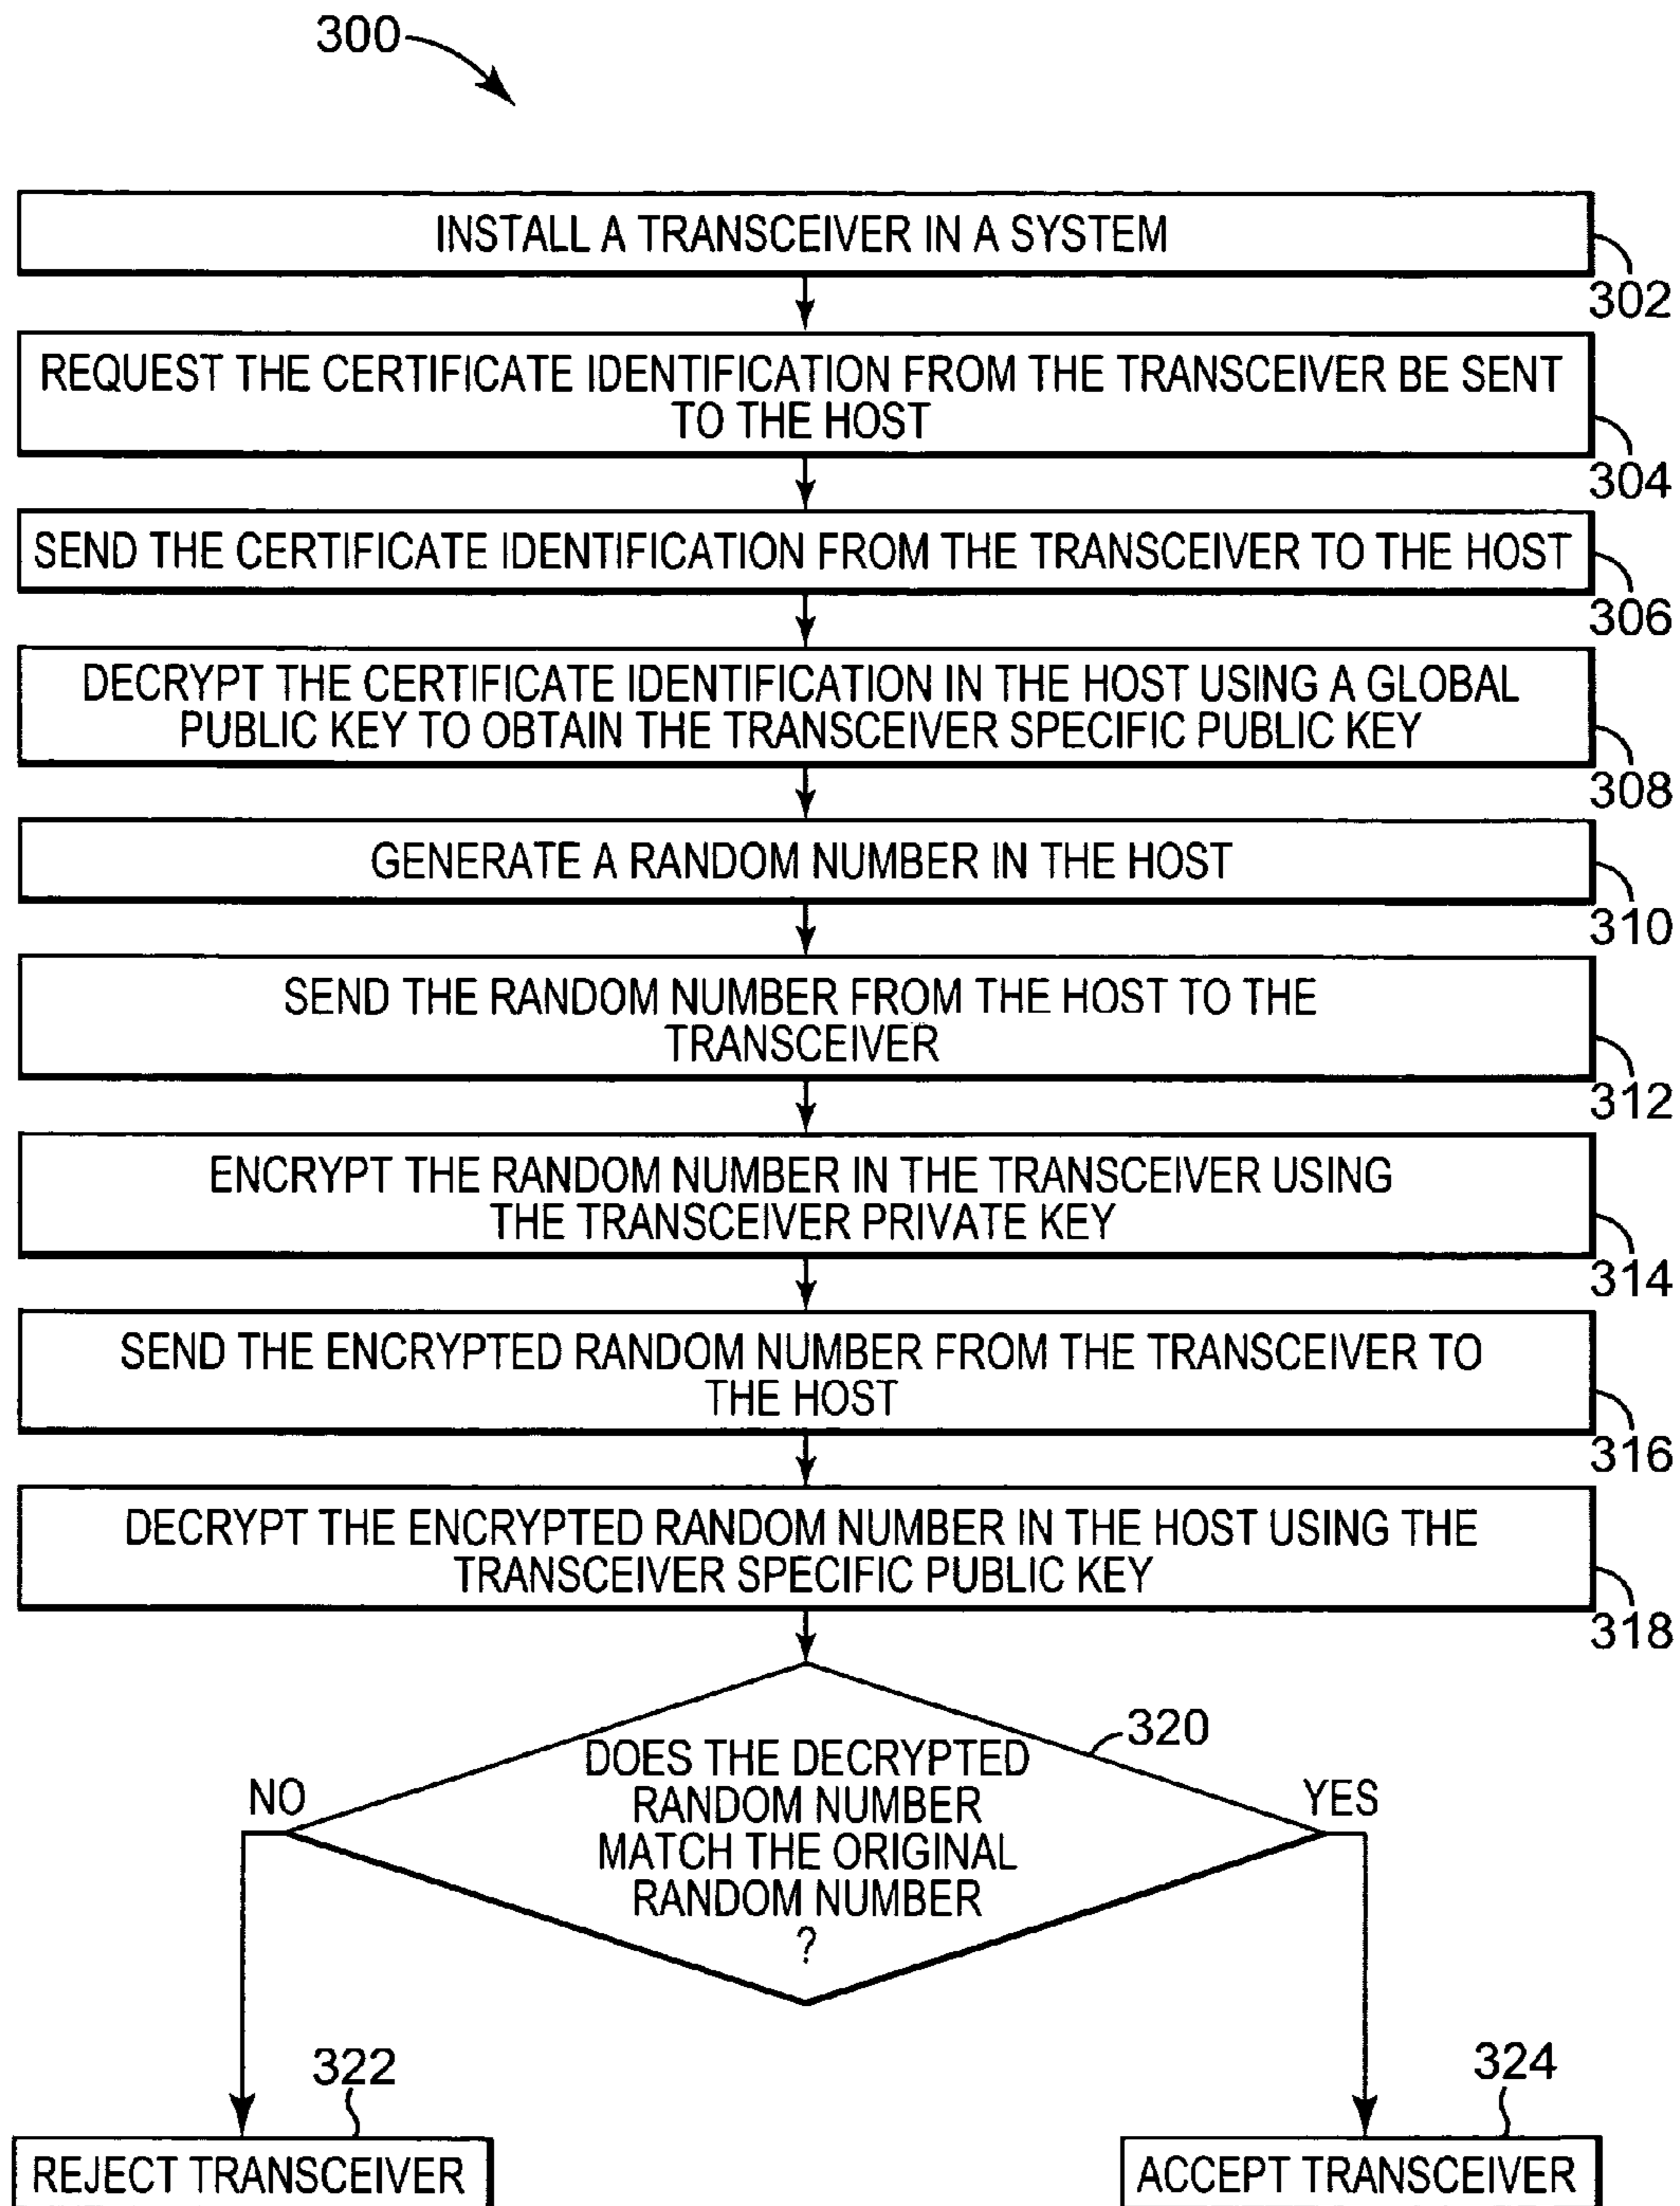 300
INSTALL A TRANSCEIVER IN A SYSTEM
302
REQUEST THE CERTIFICATE IDENTIFICATION FROM THE TRANSCEIVER BE SENT
TO THE HOST
304
SEND THE CERTIFICATE IDENTIFICATION FROM THE TRANSCEIVER TO THE HOST
306
DECRYPT THE CERTIFICATE IDENTIFICATION IN THE HOST USING A GLOBAL
PUBLIC KEY TO OBTAIN THE TRANSCEIVER SPECIFIC PUBLIC KEY
308
GENERATE A RANDOM NUMBER IN THE HOST
310
SEND THE RANDOM NUMBER FROM THE HOST TO THE
TRANSCEIVER
312
ENCRYPT THE RANDOM NUMBER IN THE TRANSCEIVER USING
THE TRANSCEIVER PRIVATE KEY
314
SEND THE ENCRYPTED RANDOM NUMBER FROM THE TRANSCEIVER TO
THE HOST
316
DECRYPT THE ENCRYPTED RANDOM NUMBER IN THE HOST USING THE
TRANSCEIVER SPECIFIC PUBLIC KEY
318
320
DOES THE DECRYPTED
RANDOM NUMBER
MATCH THE ORIGINAL
RANDOM NUMBER
?
NO
YES
322
324
REJECT TRANSCEIVER
ACCEPT TRANSCEIVER